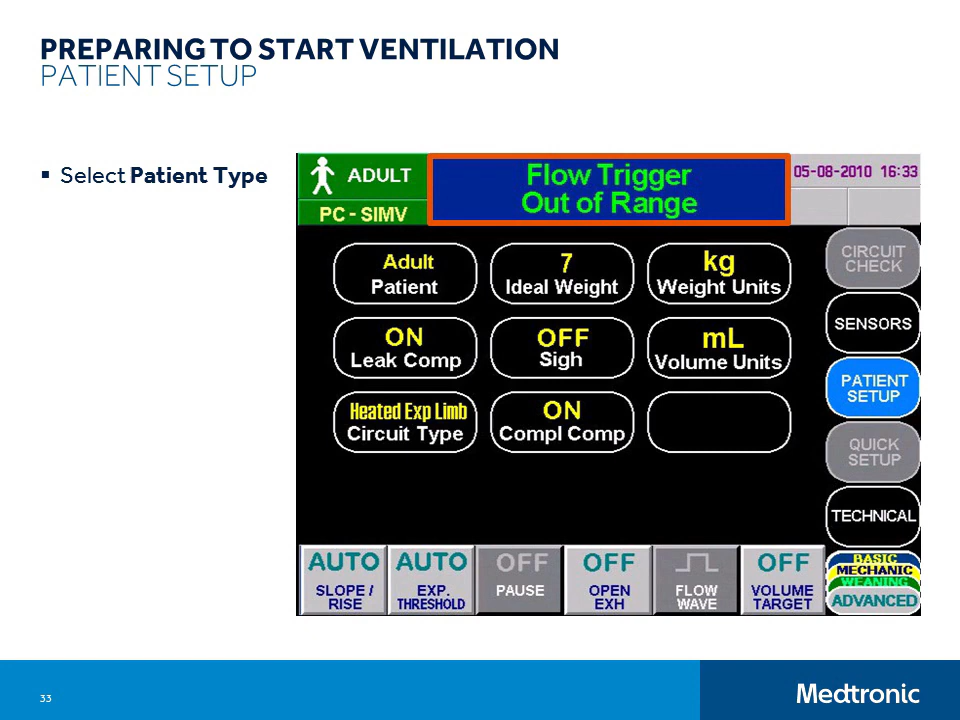 PREPARING TO START VENTILATION
PATIENT SETUP
▪ Select Patient Type
ADULT
PC - SIMV
Flow Trigger
Out of Range
05-08-2010 16:33
Adult
Patient
7
Ideal Weight
kg
Weight Units
ON
Leak Comp
OFF
Sigh
mL
Volume Units
Heated Exp Limb
Circuit Type
ON
Compl Comp
CIRCUIT
CHECK
SENSORS
PATIENT
SETUP
QUICK
SETUP
TECHNICAL
BASIC
MECHANIC
WEANING
ADVANCED
AUTO
SLOPE /
RISE
AUTO
EXP.
THRESHOLD
OFF
PAUSE
OFF
OPEN
EXH
FLOW
WAVE
OFF
VOLUME
TARGET
33
Medtronic